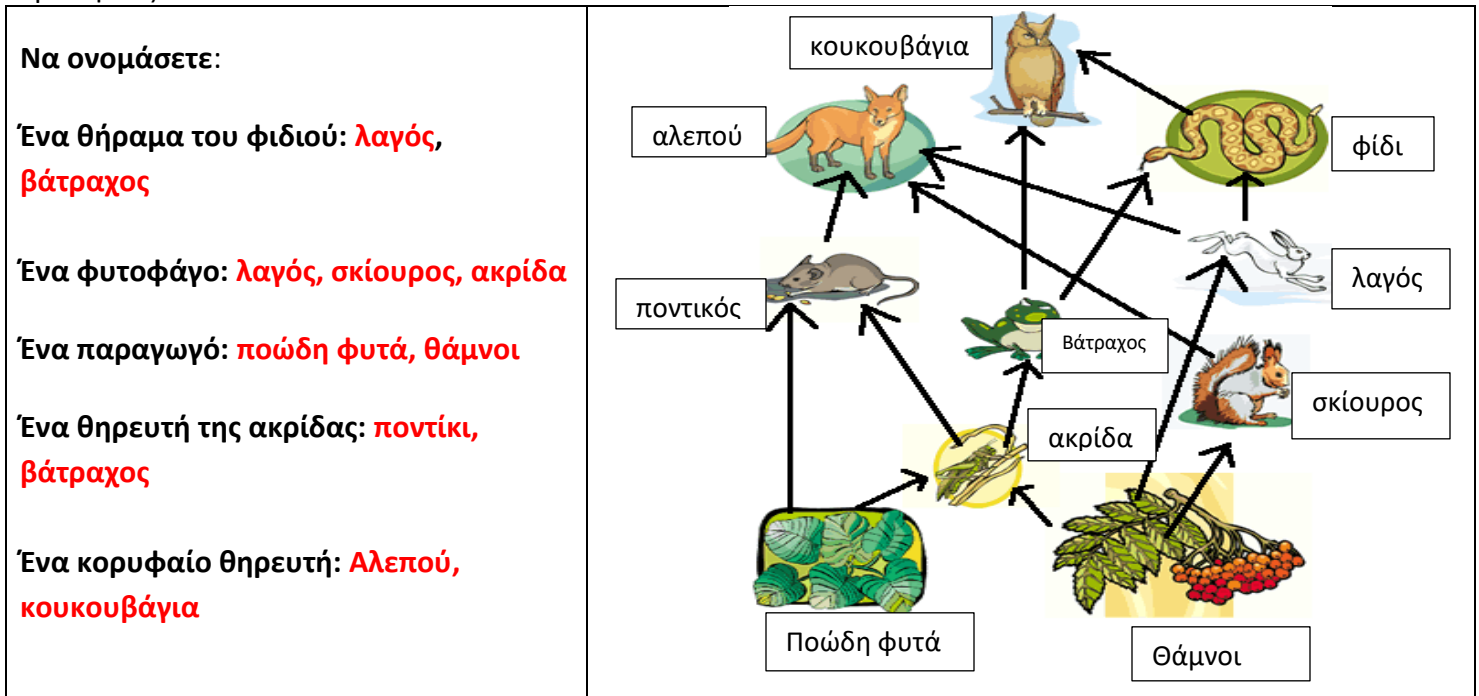 Να ονομάσετε:
Ένα θήραμα του φιδιού: λαγός,
βάτραχος
Ένα φυτοφάγο: λαγός, σκίουρος, ακρίδα
Ένα παραγωγό: ποώδη φυτά, θάμνοι
Ένα θηρευτή της ακρίδας: ποντίκι,
βάτραχος
Ένα κορυφαίο θηρευτή: Αλεπού,
κουκουβάγια
κουκουβάγια
αλεπού
φίδι
ποντικός
λαγός
Βάτραχος
σκίουρος
ακρίδα
Ποώδη φυτά
Θάμνοι